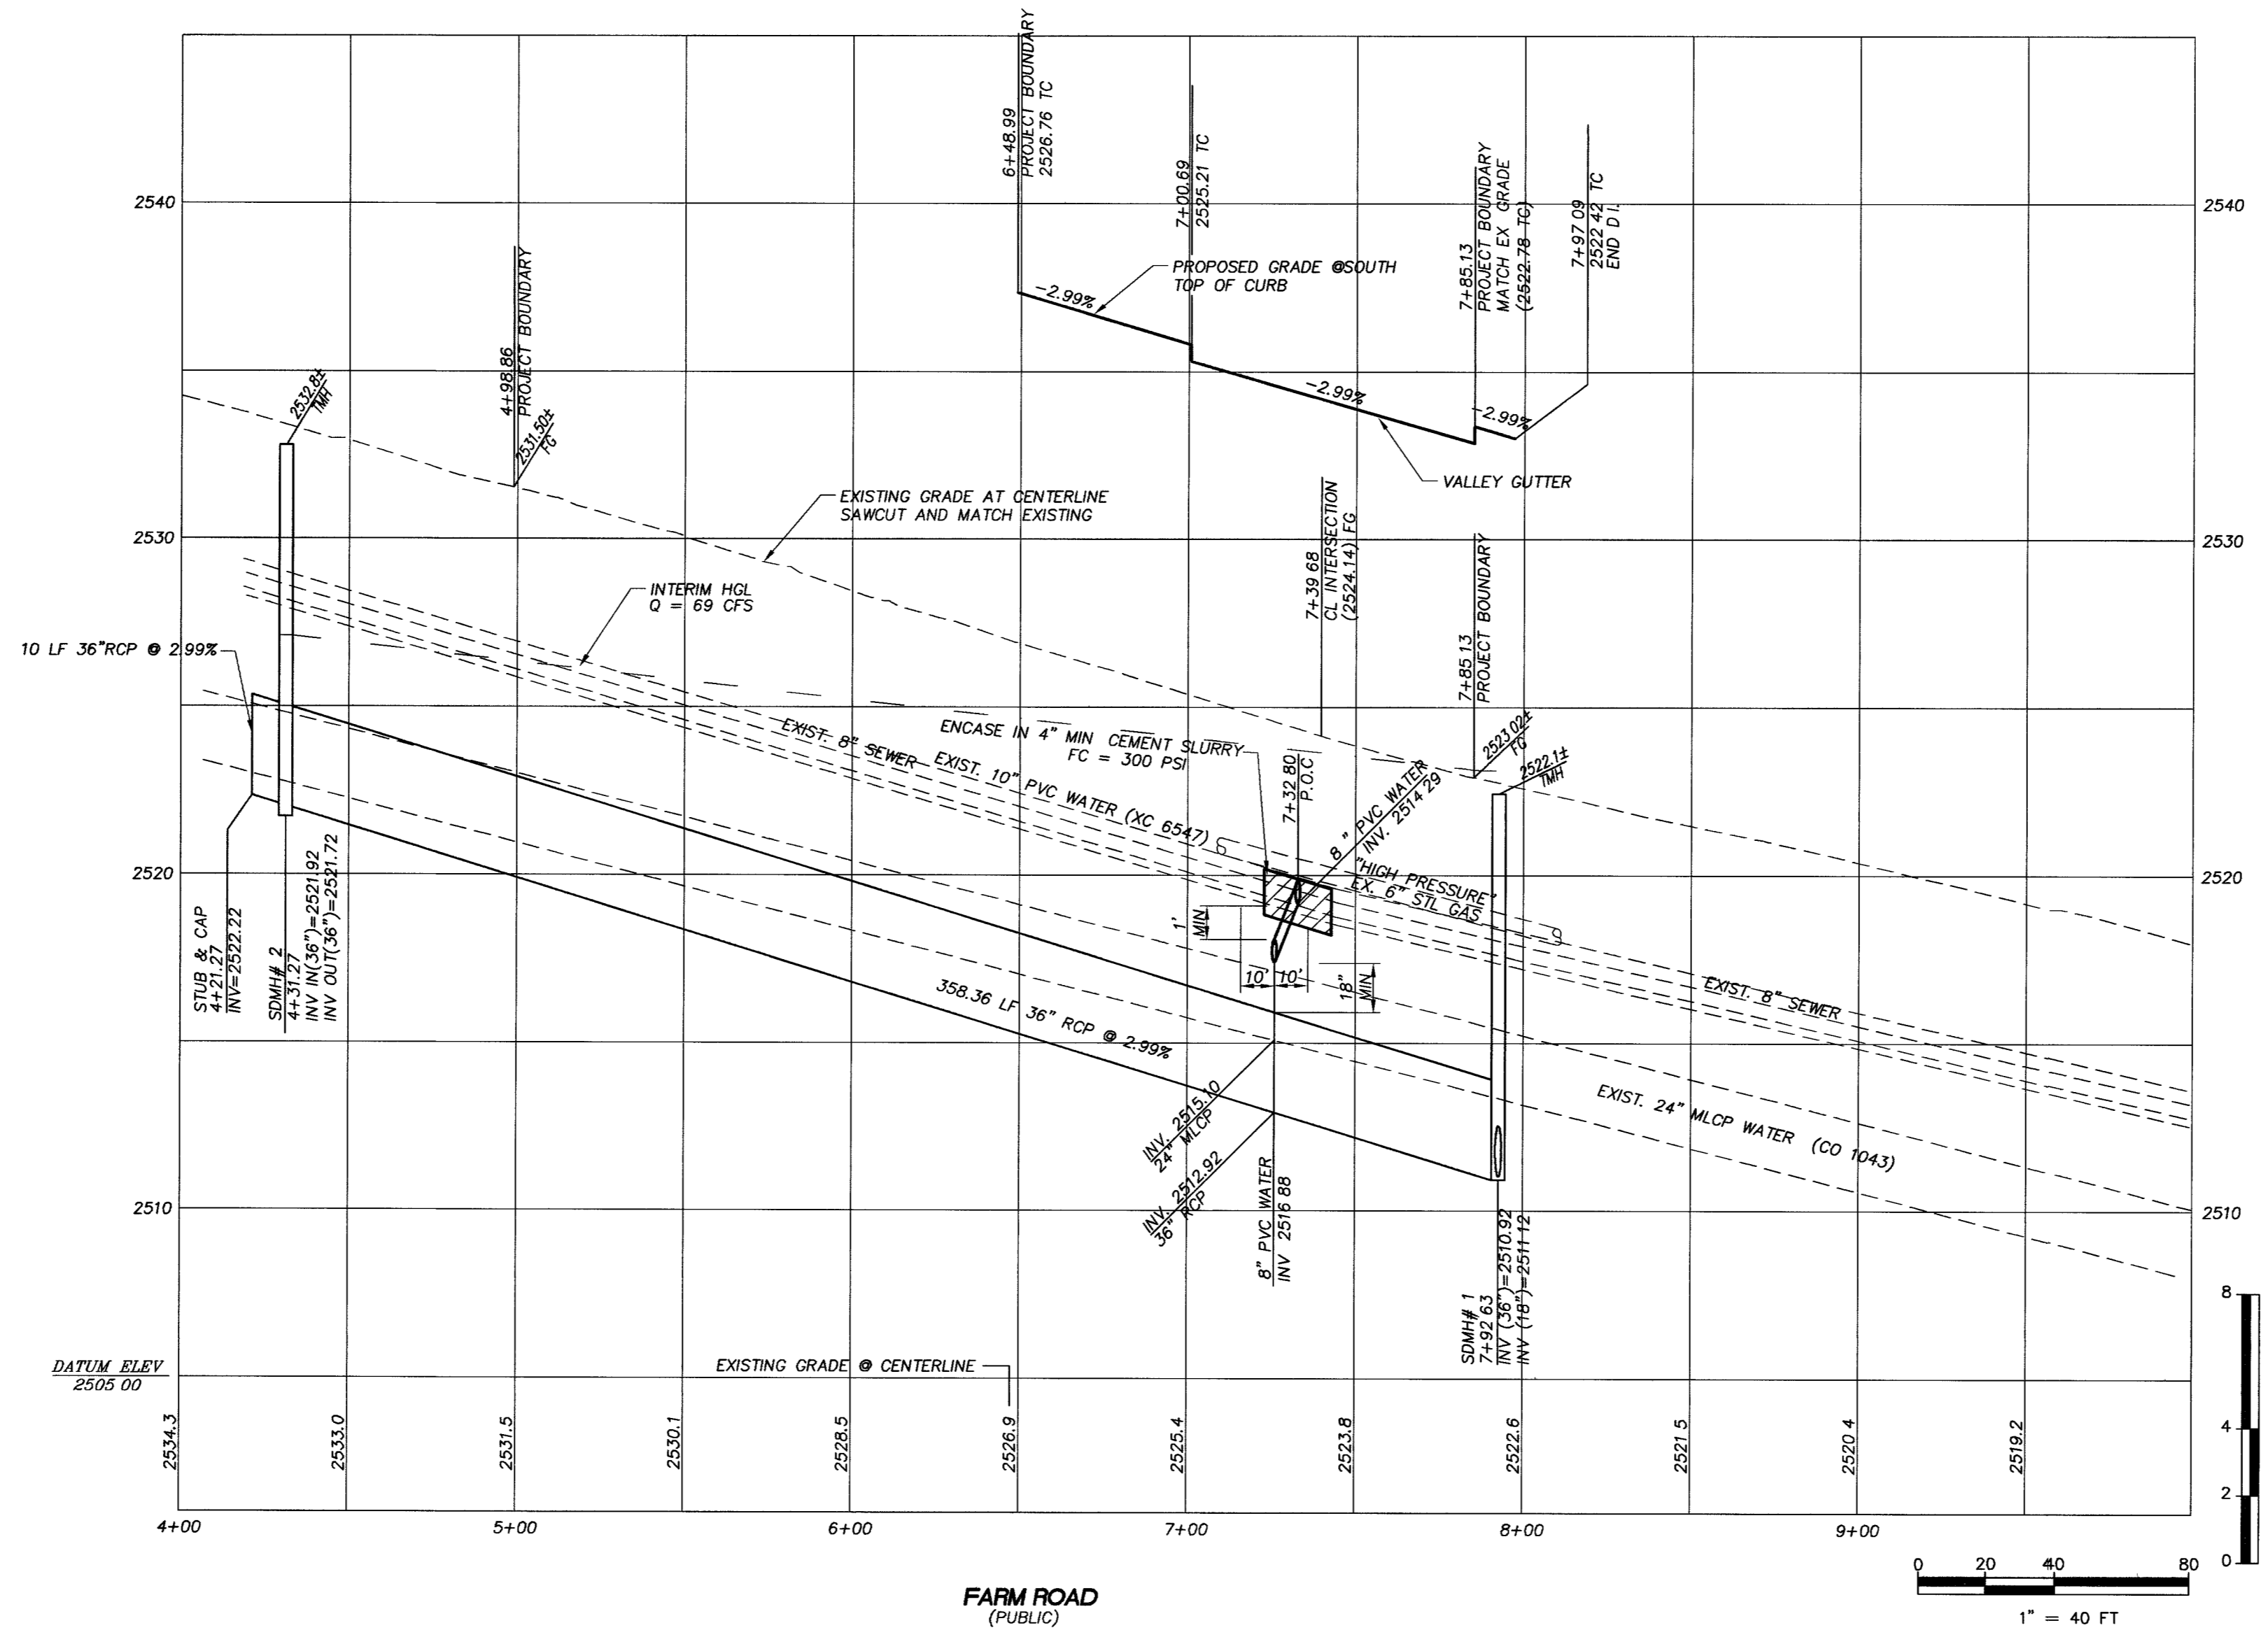 6+48.99
PROJECT BOUNDARY
2526.76 TC
7+00.69
2525.21 TC
7+85.13
PROJECT BOUNDARY
MATCH EX GRADE
(2522.78 TC)
7+97 09
2522 42 TC
END D I.
2540
2540
PROPOSED GRADE @SOUTH
TOP OF CURB
-2.99%
-2.99%
-2.99%
VALLEY GUTTER
4+98.86
PROJECT BOUNDARY
2532.8±
TMH
2531.50±
FG
EXISTING GRADE AT CENTERLINE
SAWCUT AND MATCH EXISTING
2530
2530
INTERIM HGL
Q = 69 CFS
7+39 68
CL INTERSECTION
(2524.14) FG
7+85 13
PROJECT BOUNDARY
2523 02±
FG
2522.1±
TMH
10 LF 36"RCP @ 2.99%
ENCASE IN 4" MIN CEMENT SLURRY
FC = 300 PSI
EXIST. 8" SEWER
EXIST. 10" PVC WATER (XC 6547)
7+32 80
P.O.C
8 " PVC WATER
INV. 2514 29
"HIGH PRESSURE"
EX. 6" STL GAS
2520
2520
STUB & CAP
4+21.27
INV=2522.22
SDMH# 2
4+31.27
INV IN(36")=2521.92
INV OUT(36")=2521.72
1'
MIN
10'
10'
18"
MIN
358.36 LF 36" RCP @ 2.99%
EXIST. 8" SEWER
EXIST. 24" MLCP WATER (CO 1043)
INV. 2515.10
24" MLCP
INV. 2512.92
36" RCP
8" PVC WATER
INV 2516 88
2510
2510
SDMH# 1
7+92 63
INV (36")=2510.92
INV (18")=2511 12
DATUM ELEV
2505 00
EXISTING GRADE @ CENTERLINE
2534.3
2533.0
2531.5
2530.1
2528.5
2526.9
2525.4
2523.8
2522.6
2521 5
2520 4
2519.2
4+00
5+00
6+00
7+00
8+00
9+00
8
4
2
0
0 20 40 80
1" = 40 FT
FARM ROAD
(PUBLIC)